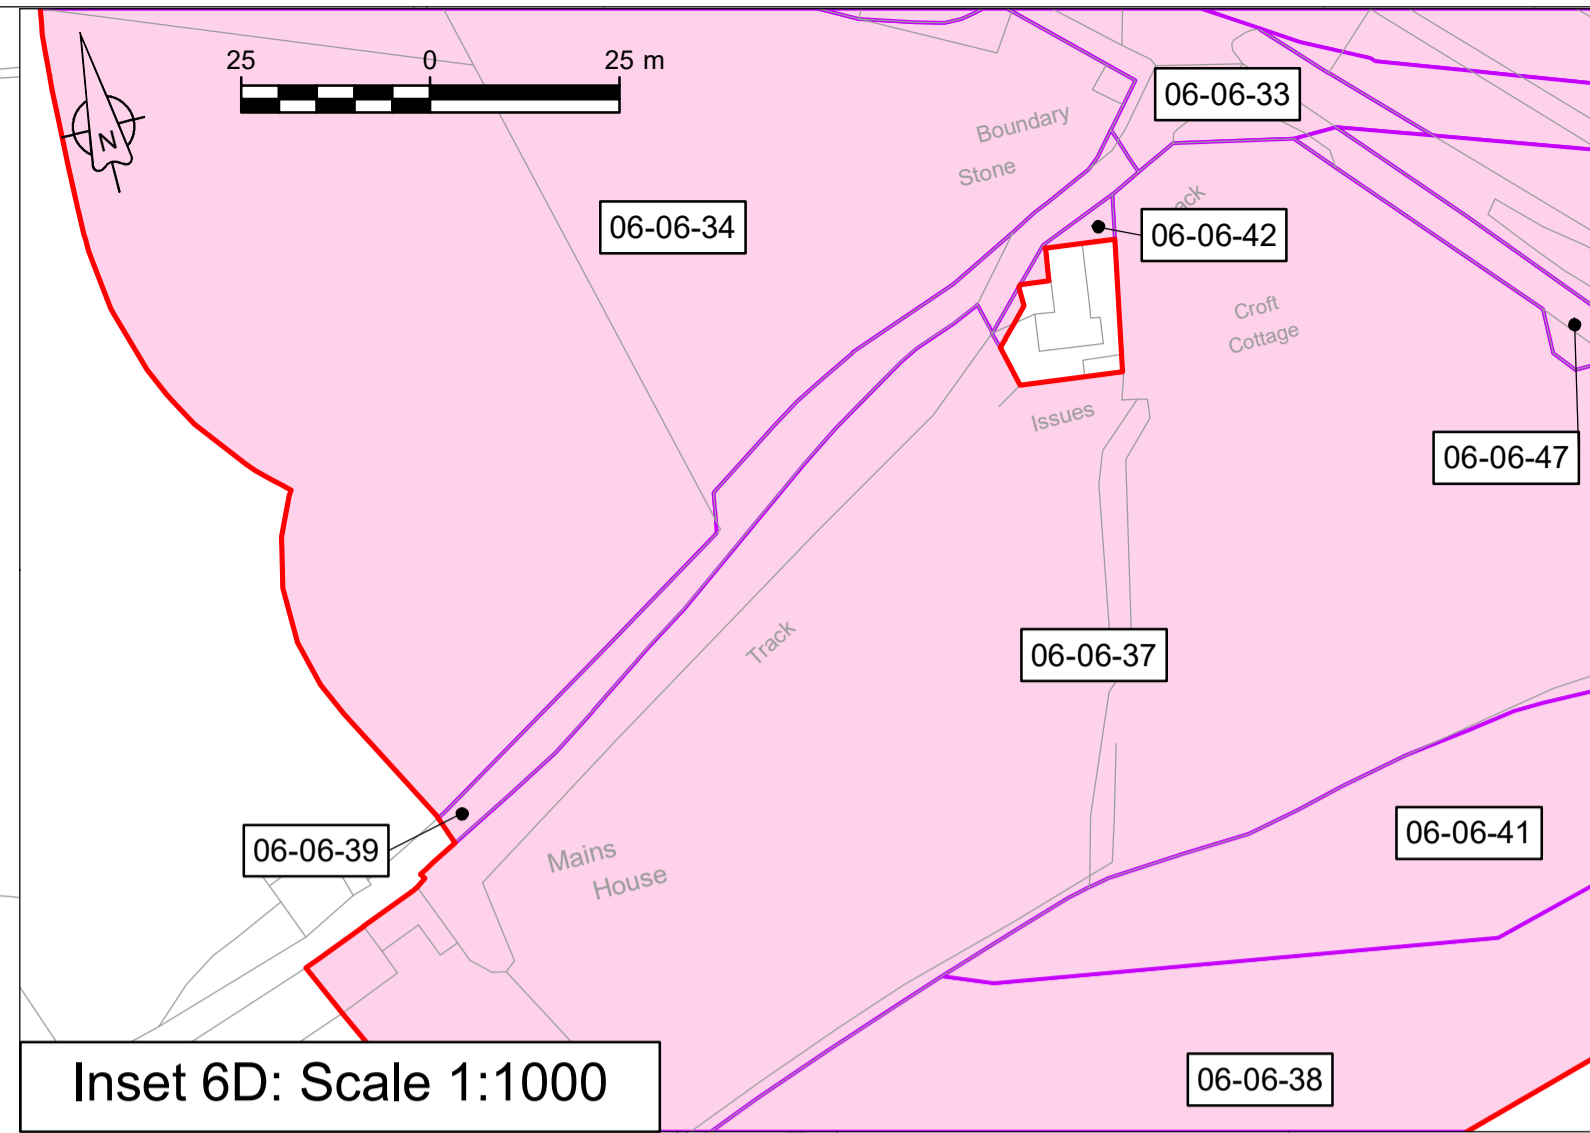 25 0 25 m
N
06-06-33
Boundary
Stone
06-06-34
06-06-42
Croft
Cottage
Issues
06-06-47
Track
06-06-37
06-06-39
Mains
House
06-06-41
06-06-38
Inset 6D: Scale 1:1000